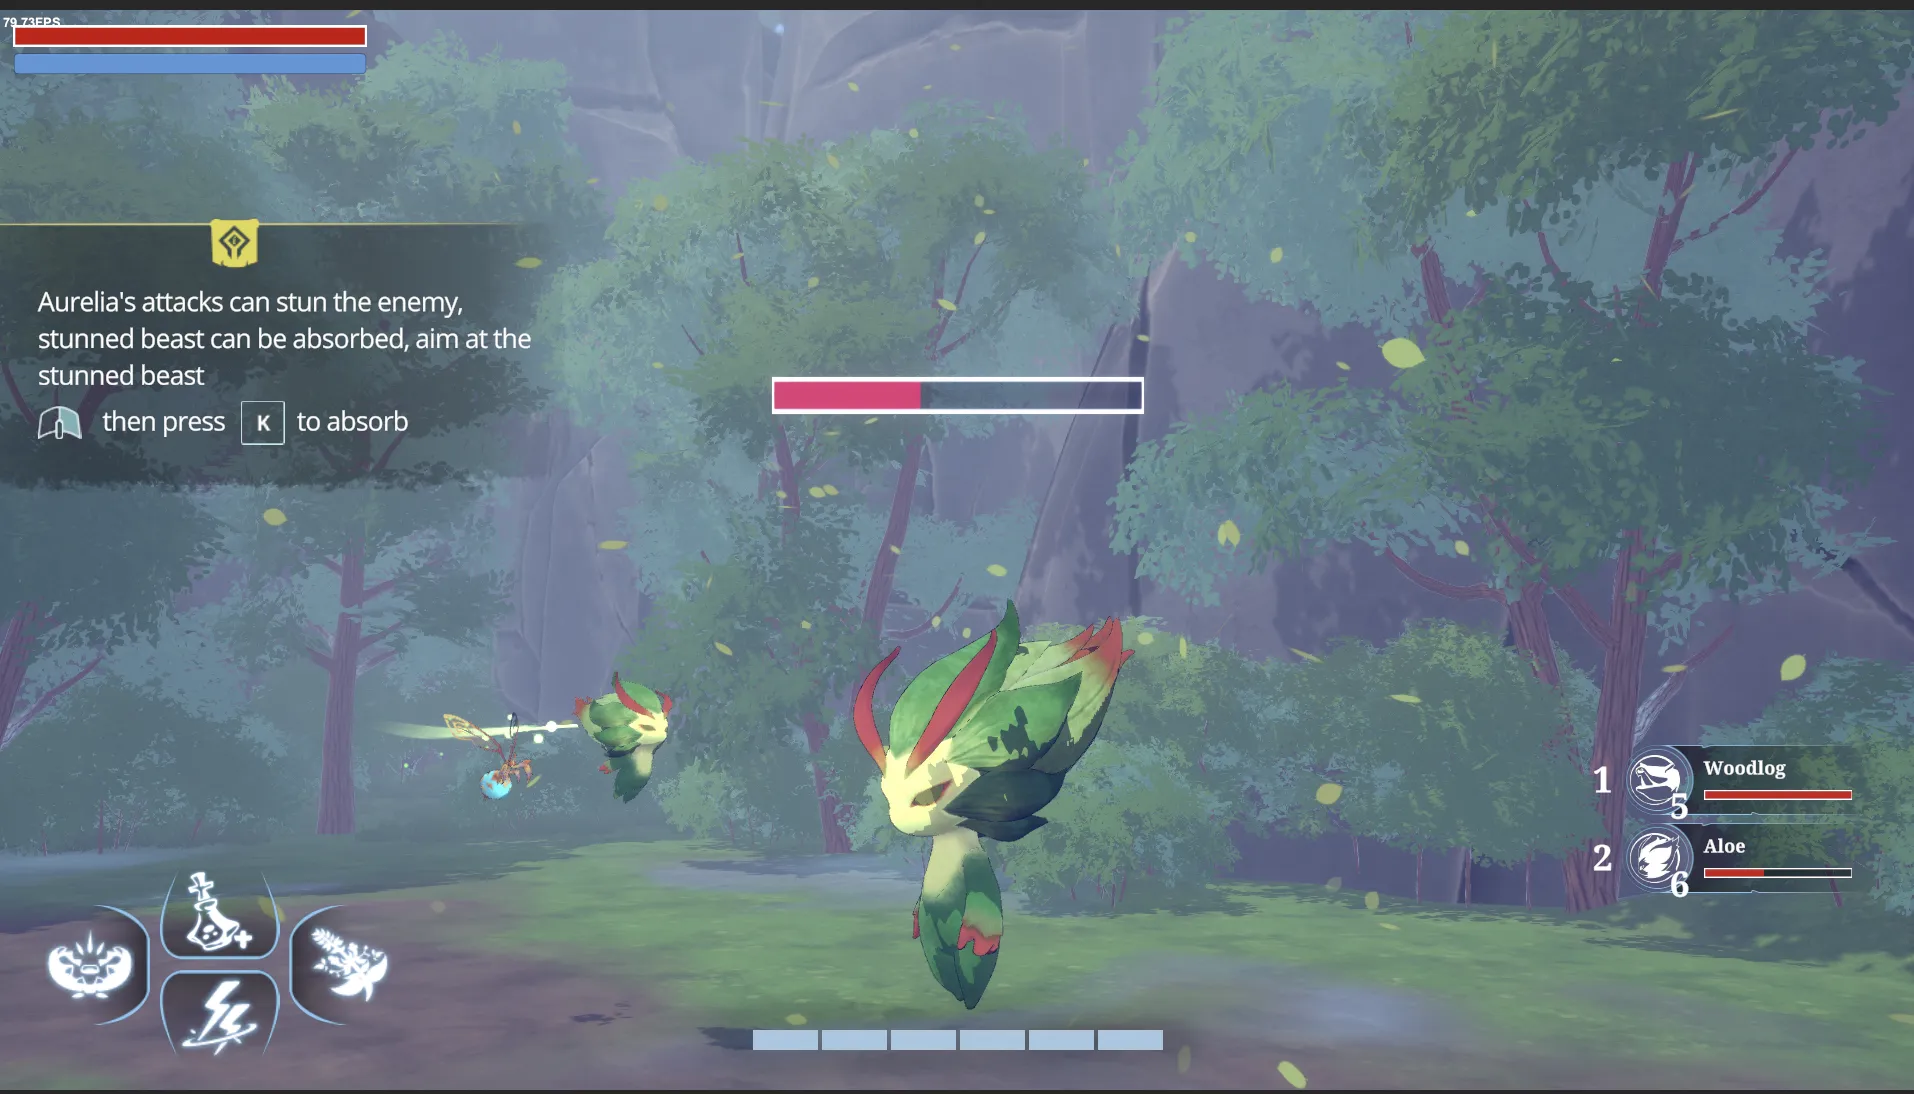 79.73FPS
Aurelia's attacks can stun the enemy,
stunned beast can be absorbed, aim at the
stunned beast
then press K to absorb
1 Woodlog
5
2 Aloe
6